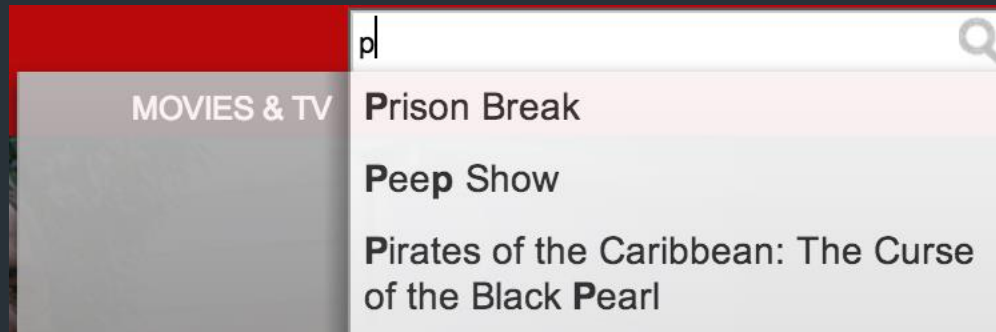 p
MOVIES & TV
Prison Break
Peep Show
Pirates of the Caribbean: The Curse
of the Black Pearl